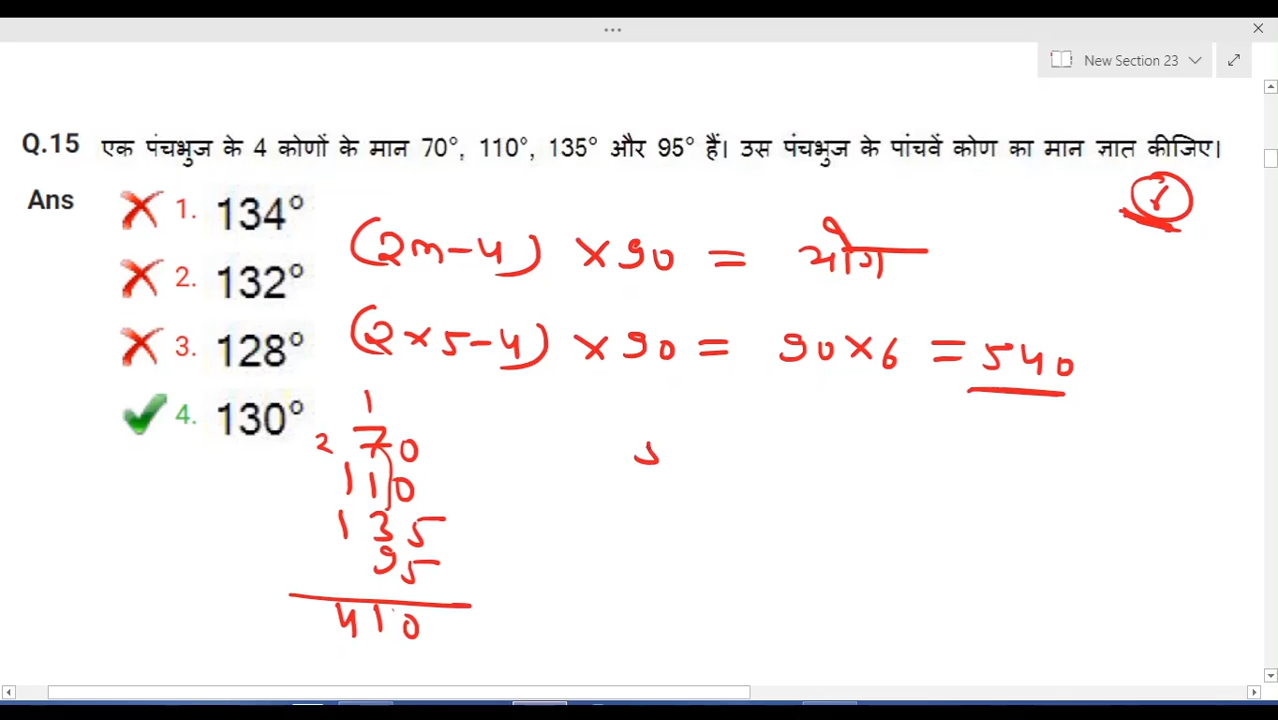 New Section 23
Q.15 एक पंचभुज के 4 कोणों के मान 70°, 110°, 135° और 95° हैं। उस पंचभुज के पांचवें कोण का मान ज्ञात कीजिए।
Ans
1. 134°
2. 132°
3. 128°
4. 130°
(2n-4) × 90 = योग
(2×5-4) × 90 = 90×6 = 540
1
2 70
110
135
95
410